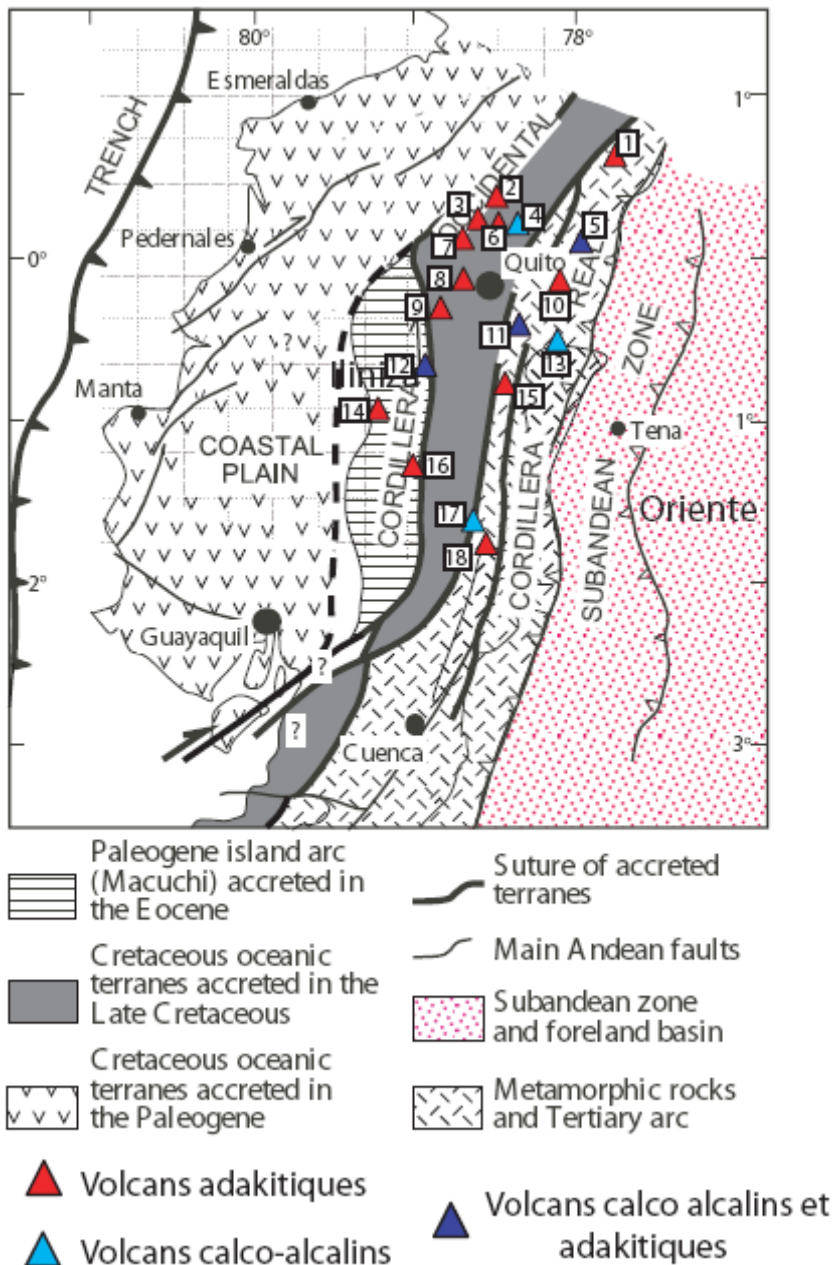 80°
78°
Esmeraldas
1°
TRENCH
OCCIDENTAL
1
2
3
4
5
Pedernales
7
6
0°
Quito
REAL
8
10
9
11
ZONE
12
13
Iliniza
?
Manta
14
15
1°
Tena
COASTAL
PLAIN
CORDILLERA
16
CORDILLERA
SUBANDEAN
Oriente
17
18
2°
Guayaquil
?
?
Cuenca
3°
Paleogene island arc
(Macuchi) accreted in
the Eocene
Cretaceous oceanic
terranes accreted in the
Late Cretaceous
Cretaceous oceanic
terranes accreted in
the Paleogene
Suture of accreted
terranes
Main Andean faults
Subandean zone
and foreland basin
Metamorphic rocks
and Tertiary arc
Volcans adakitiques
Volcans calco-alcalins
Volcans calco alcalins et
adakitiques